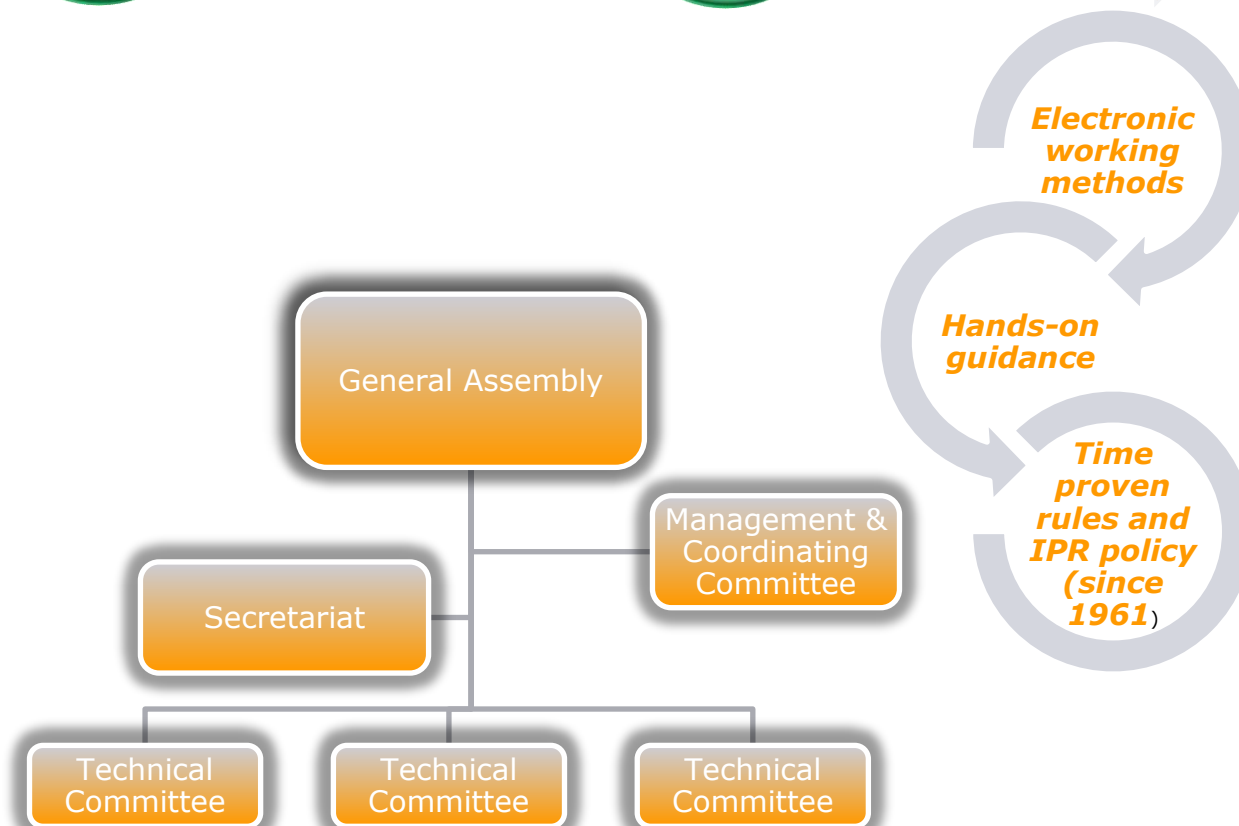 Electronic
working
methods
Hands-on
guidance
Time
proven
rules and
IPR policy
(since
1961)
General Assembly
Management &
Coordinating
Committee
Secretariat
Technical
Committee
Technical
Committee
Technical
Committee